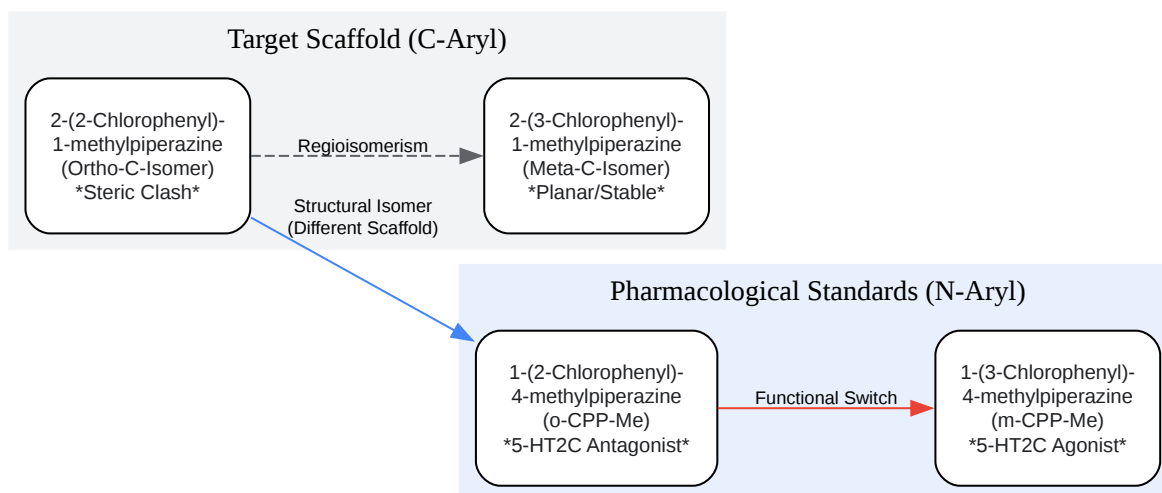 Target Scaffold (C-Aryl)
2-(2-Chlorophenyl)-
1-methylpiperazine
(Ortho-C-Isomer)
*Steric Clash*
Regioisomerism
2-(3-Chlorophenyl)-
1-methylpiperazine
(Meta-C-Isomer)
*Planar/Stable*
Structural Isomer
(Different Scaffold)
Pharmacological Standards (N-Aryl)
1-(2-Chlorophenyl)-
4-methylpiperazine
(o-CPP-Me)
*5-HT2C Antagonist*
Functional Switch
1-(3-Chlorophenyl)-
4-methylpiperazine
(m-CPP-Me)
*5-HT2C Agonist*